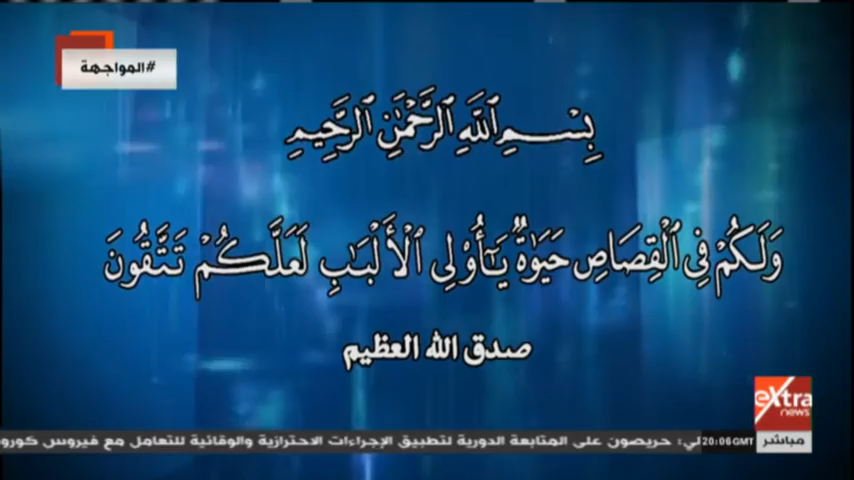 #المواجهة
بِسْمِ ٱللَّهِ ٱلرَّحْمَٰنِ ٱلرَّحِيمِ
وَلَكُمْ فِي ٱلْقِصَاصِ حَيَوٰةٌ يَٰٓأُوْلِي ٱلْأَلْبَٰبِ لَعَلَّكُمْ تَتَّقُونَ
صدق الله العظيم
eXtra
news
مباشر
20:06GMT
لي: حريصون على المتابعة الدورية لتطبيق الإجراءات الاحترازية والوقائية للتعامل مع فيروس كورو